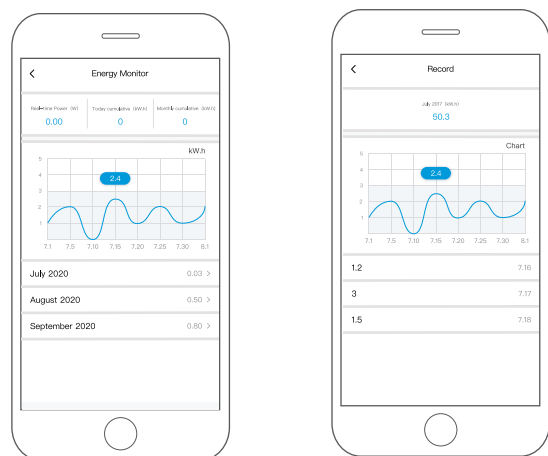 Energy Monitor
Real-time Power (W) Today cumulative (kW.h) Monthly cumulative (kW.h)
0.00 0 0
kW.h
5
4
3
2.4
2
1
7.1 7.5 7.10 7.15 7.20 7.25 7.30 8.1
July 2020 0.03 >
August 2020 0.50 >
September 2020 0.80 >
Record
July 2017 (kW.h)
50.3
Chart
5
4
3
2.4
2
1
7.1 7.5 7.10 7.15 7.20 7.25 7.30 8.1
1.2 7.16
3 7.17
1.5 7.18